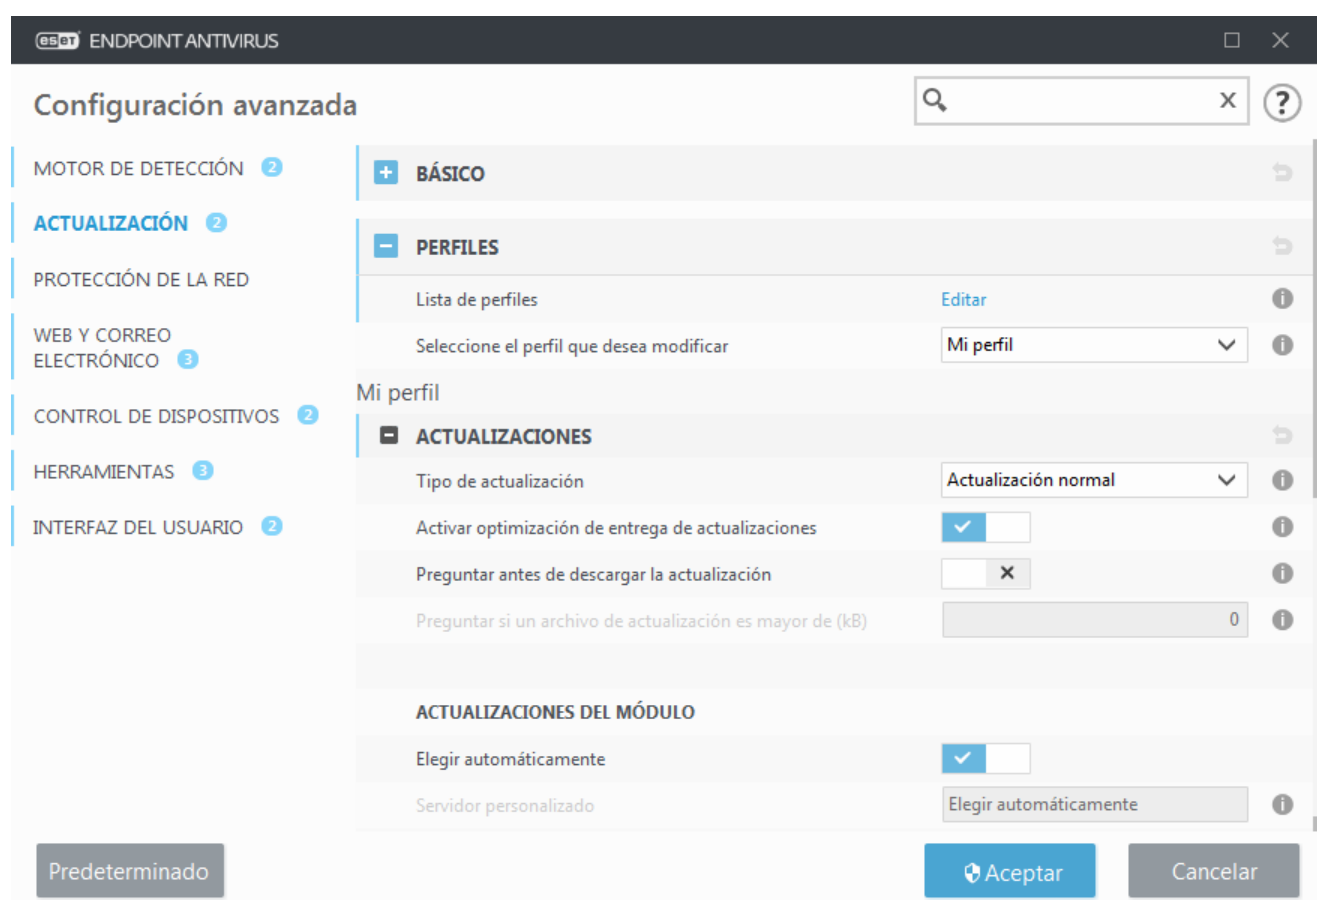 eset ENDPOINT ANTIVIRUS
Configuración avanzada
X
?
MOTOR DE DETECCIÓN 2
ACTUALIZACIÓN 2
PROTECCIÓN DE LA RED
WEB Y CORREO
ELECTRÓNICO 3
CONTROL DE DISPOSITIVOS 2
HERRAMIENTAS 3
INTERFAZ DEL USUARIO 2
BÁSICO
PERFILES
Lista de perfiles Editar
Seleccione el perfil que desea modificar Mi perfil
Mi perfil
ACTUALIZACIONES
Tipo de actualización Actualización normal
Activar optimización de entrega de actualizaciones
Preguntar antes de descargar la actualización
Preguntar si un archivo de actualización es mayor de (kB) 0
ACTUALIZACIONES DEL MÓDULO
Elegir automáticamente
Servidor personalizado Elegir automáticamente
Predeterminado Aceptar Cancelar